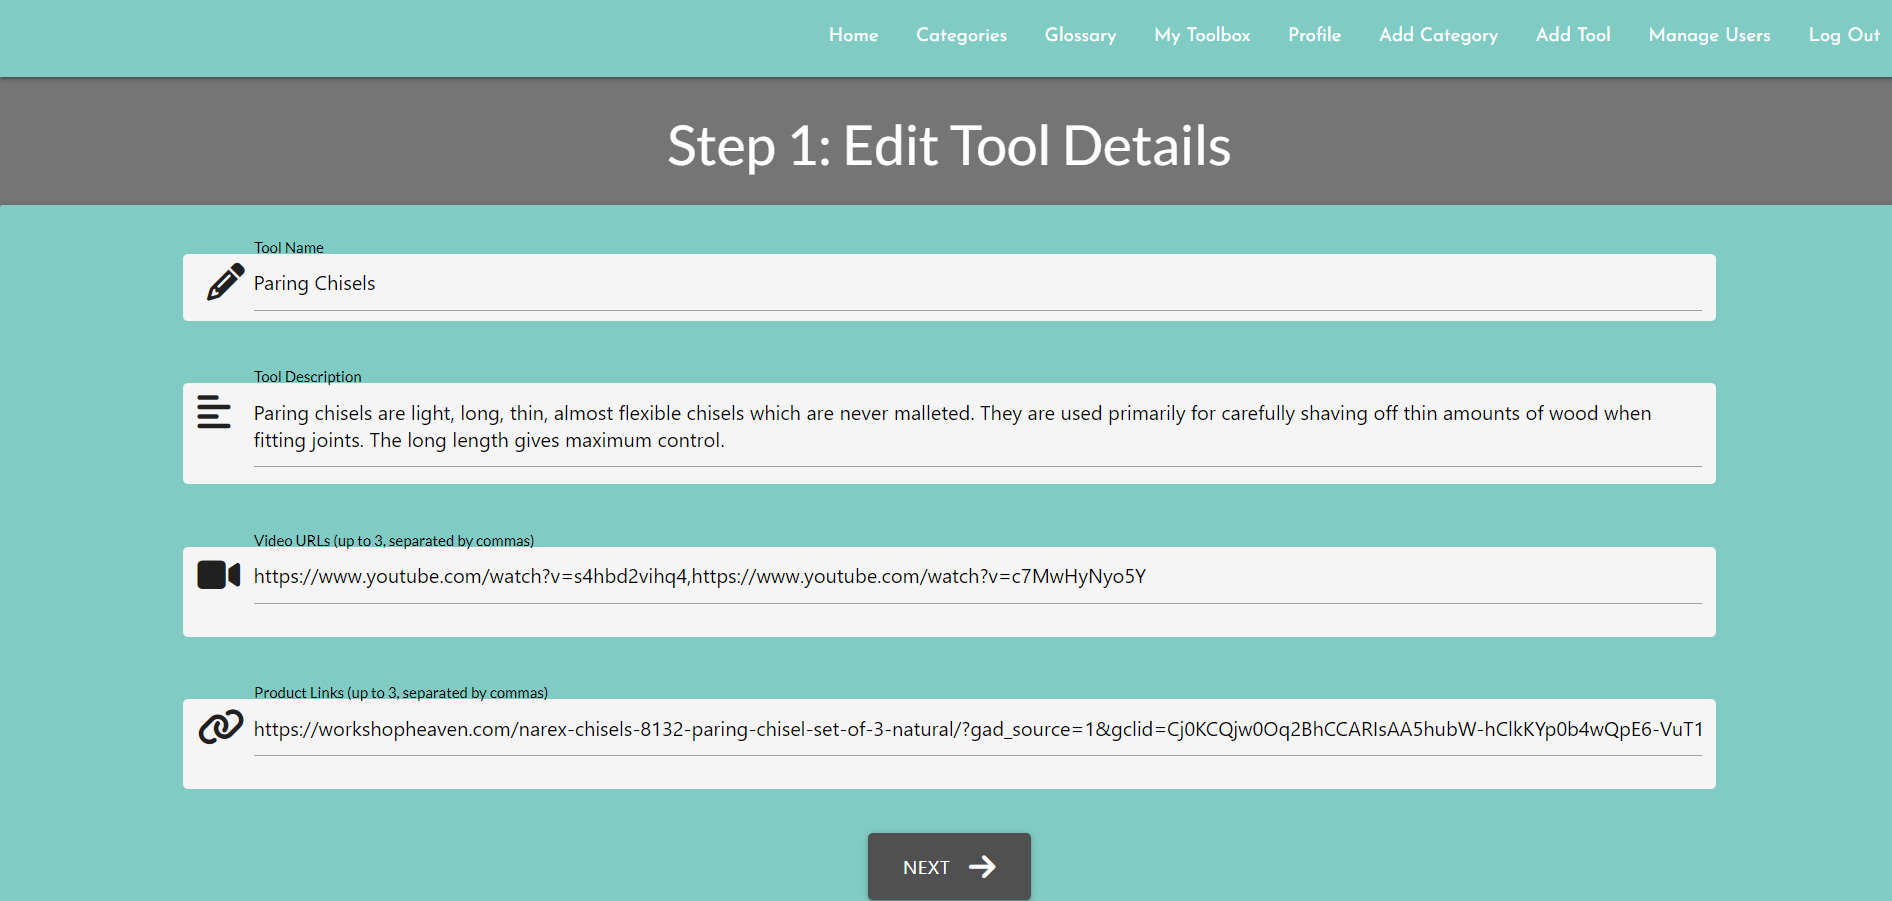 Home Categories Glossary My Toolbox Profile Add Category Add Tool Manage Users Log Out
Step 1: Edit Tool Details
Tool Name
Paring Chisels
Tool Description
Paring chisels are light, long, thin, almost flexible chisels which are never malleted. They are used primarily for carefully shaving off thin amounts of wood when
fitting joints. The long length gives maximum control.
Video URLs (up to 3, separated by commas)
https://www.youtube.com/watch?v=s4hbd2vihq4,https://www.youtube.com/watch?v=c7MwHyNyo5Y
Product Links (up to 3, separated by commas)
https://workshopheaven.com/narex-chisels-8132-paring-chisel-set-of-3-natural/?gad_source=1&gclid=Cj0KCQjw0Oq2BhCCARIsAA5hubW-hClkKYp0b4wQpE6-VuT1
NEXT